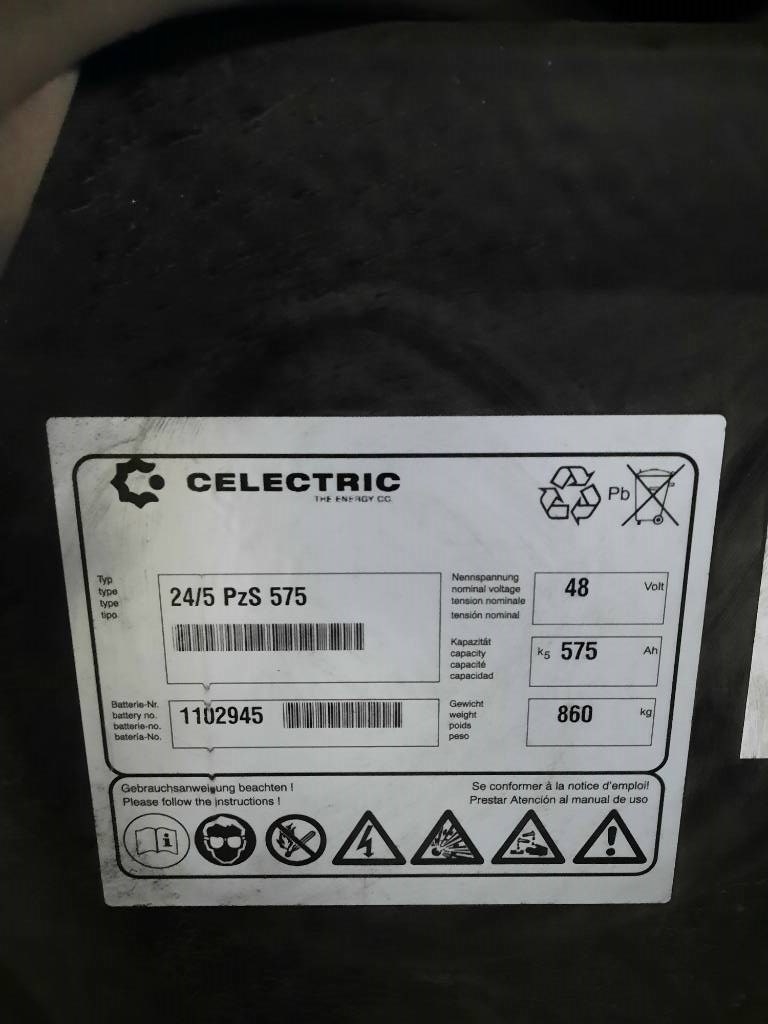 CELECTRIC
THE ENERGY CO.
Pb
Typ
type
type
tipo
24/5 PzS 575
Nennspannung
nominal voltage
tension nominale
tensión nominal
48 Volt
Kapazität
capacity
capacité
capacidad
k5 575 Ah
Batterie-Nr.
battery no.
batterie-no.
bateria-No.
1102945
Gewicht
weight
poids
peso
860 kg
Gebrauchsanweisung beachten !
Please follow the instructions !
Se conformer à la notice d'emploi!
Prestar Atención al manual de uso